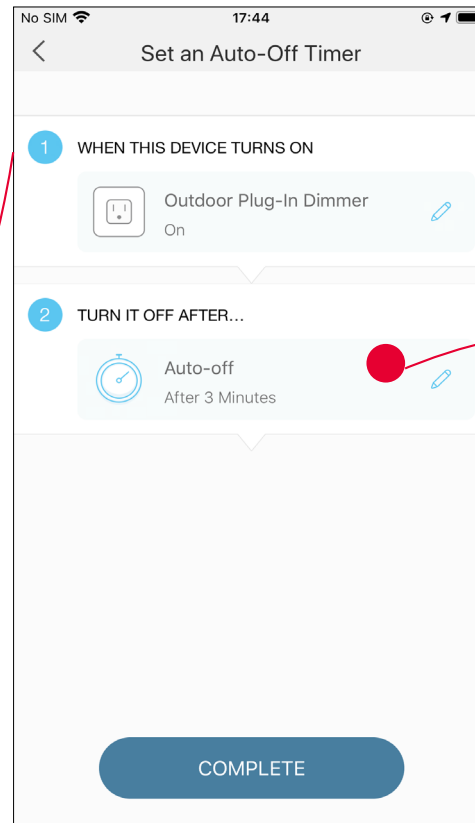 No SIM 17:44
Set an Auto-Off Timer
1 WHEN THIS DEVICE TURNS ON
Outdoor Plug-In Dimmer
On
2 TURN IT OFF AFTER...
Auto-off
After 3 Minutes
COMPLETE